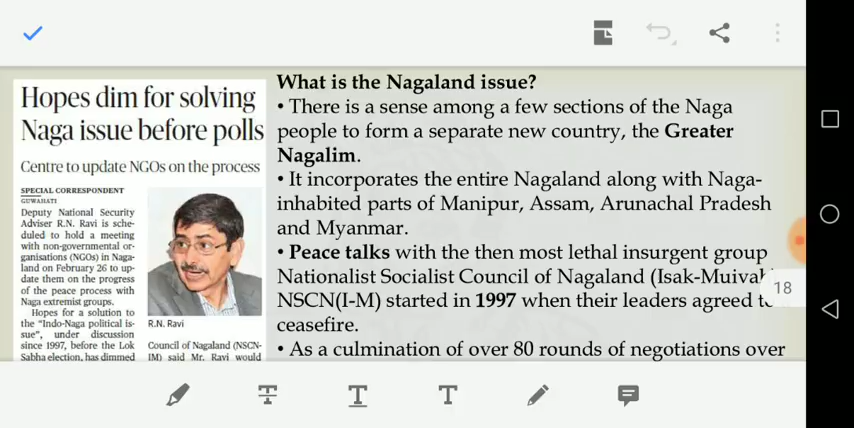 Hopes dim for solving
Naga issue before polls
Centre to update NGOs on the process
SPECIAL CORRESPONDENT
GUWAHATI
Deputy National Security
Adviser R.N. Ravi is sche-
duled to hold a meeting
with non-governmental or-
ganisations (NGOs) in Naga-
land on February 26 to up-
date them on the progress
of the peace process with
Naga extremist groups.
Hopes for a solution to
the "Indo-Naga political is-
sue", under discussion
since 1997, before the Lok
Sabha election, has dimmed
R.N. Ravi
Council of Nagaland (NSCN-
IM) said Mr. Ravi would
What is the Nagaland issue?
• There is a sense among a few sections of the Naga
people to form a separate new country, the Greater
Nagalim.
• It incorporates the entire Nagaland along with Naga-
inhabited parts of Manipur, Assam, Arunachal Pradesh
and Myanmar.
• Peace talks with the then most lethal insurgent group
Nationalist Socialist Council of Nagaland (Isak-Muivah
NSCN(I-M) started in 1997 when their leaders agreed to
ceasefire.
• As a culmination of over 80 rounds of negotiations over
18